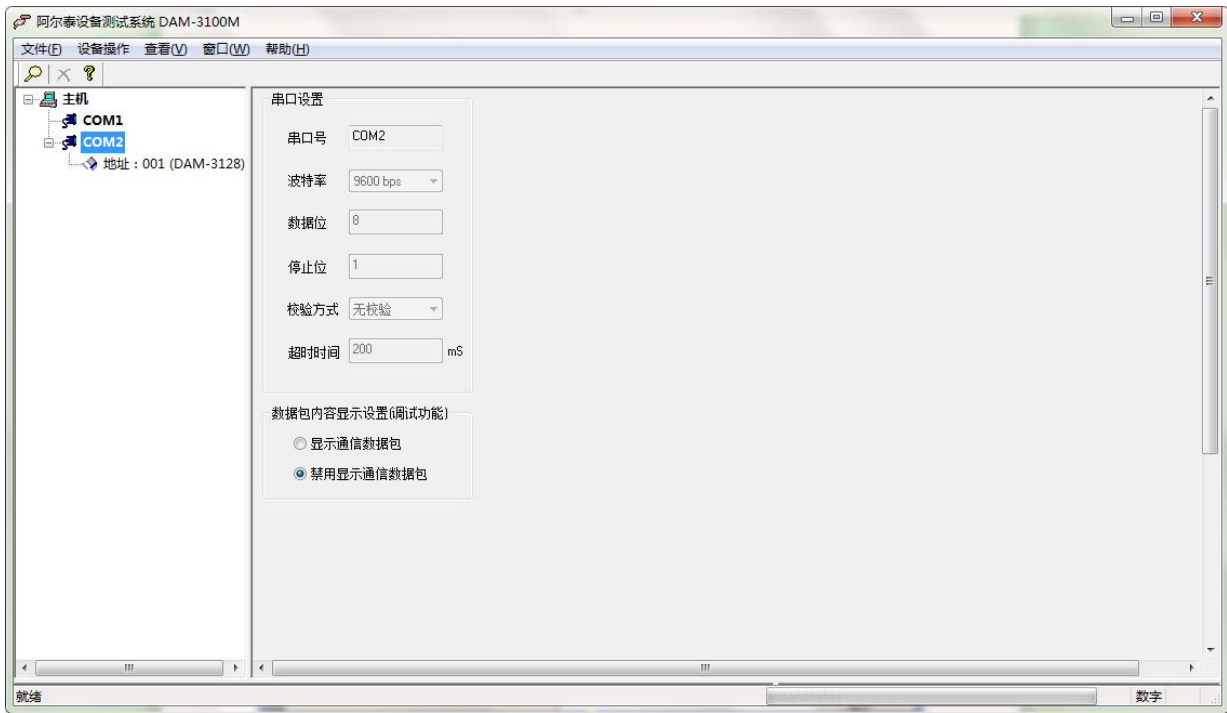 阿尔泰设备测试系统 DAM-3100M
文件(F) 设备操作 查看(V) 窗口(W) 帮助(H)
主机
COM1
COM2
地址：001 (DAM-3128)
串口设置
串口号 COM2
波特率 9600 bps
数据位 8
停止位 1
校验方式 无校验
超时时间 200 mS
数据包内容显示设置(调试功能)
显示通信数据包
禁用显示通信数据包
就绪
数字